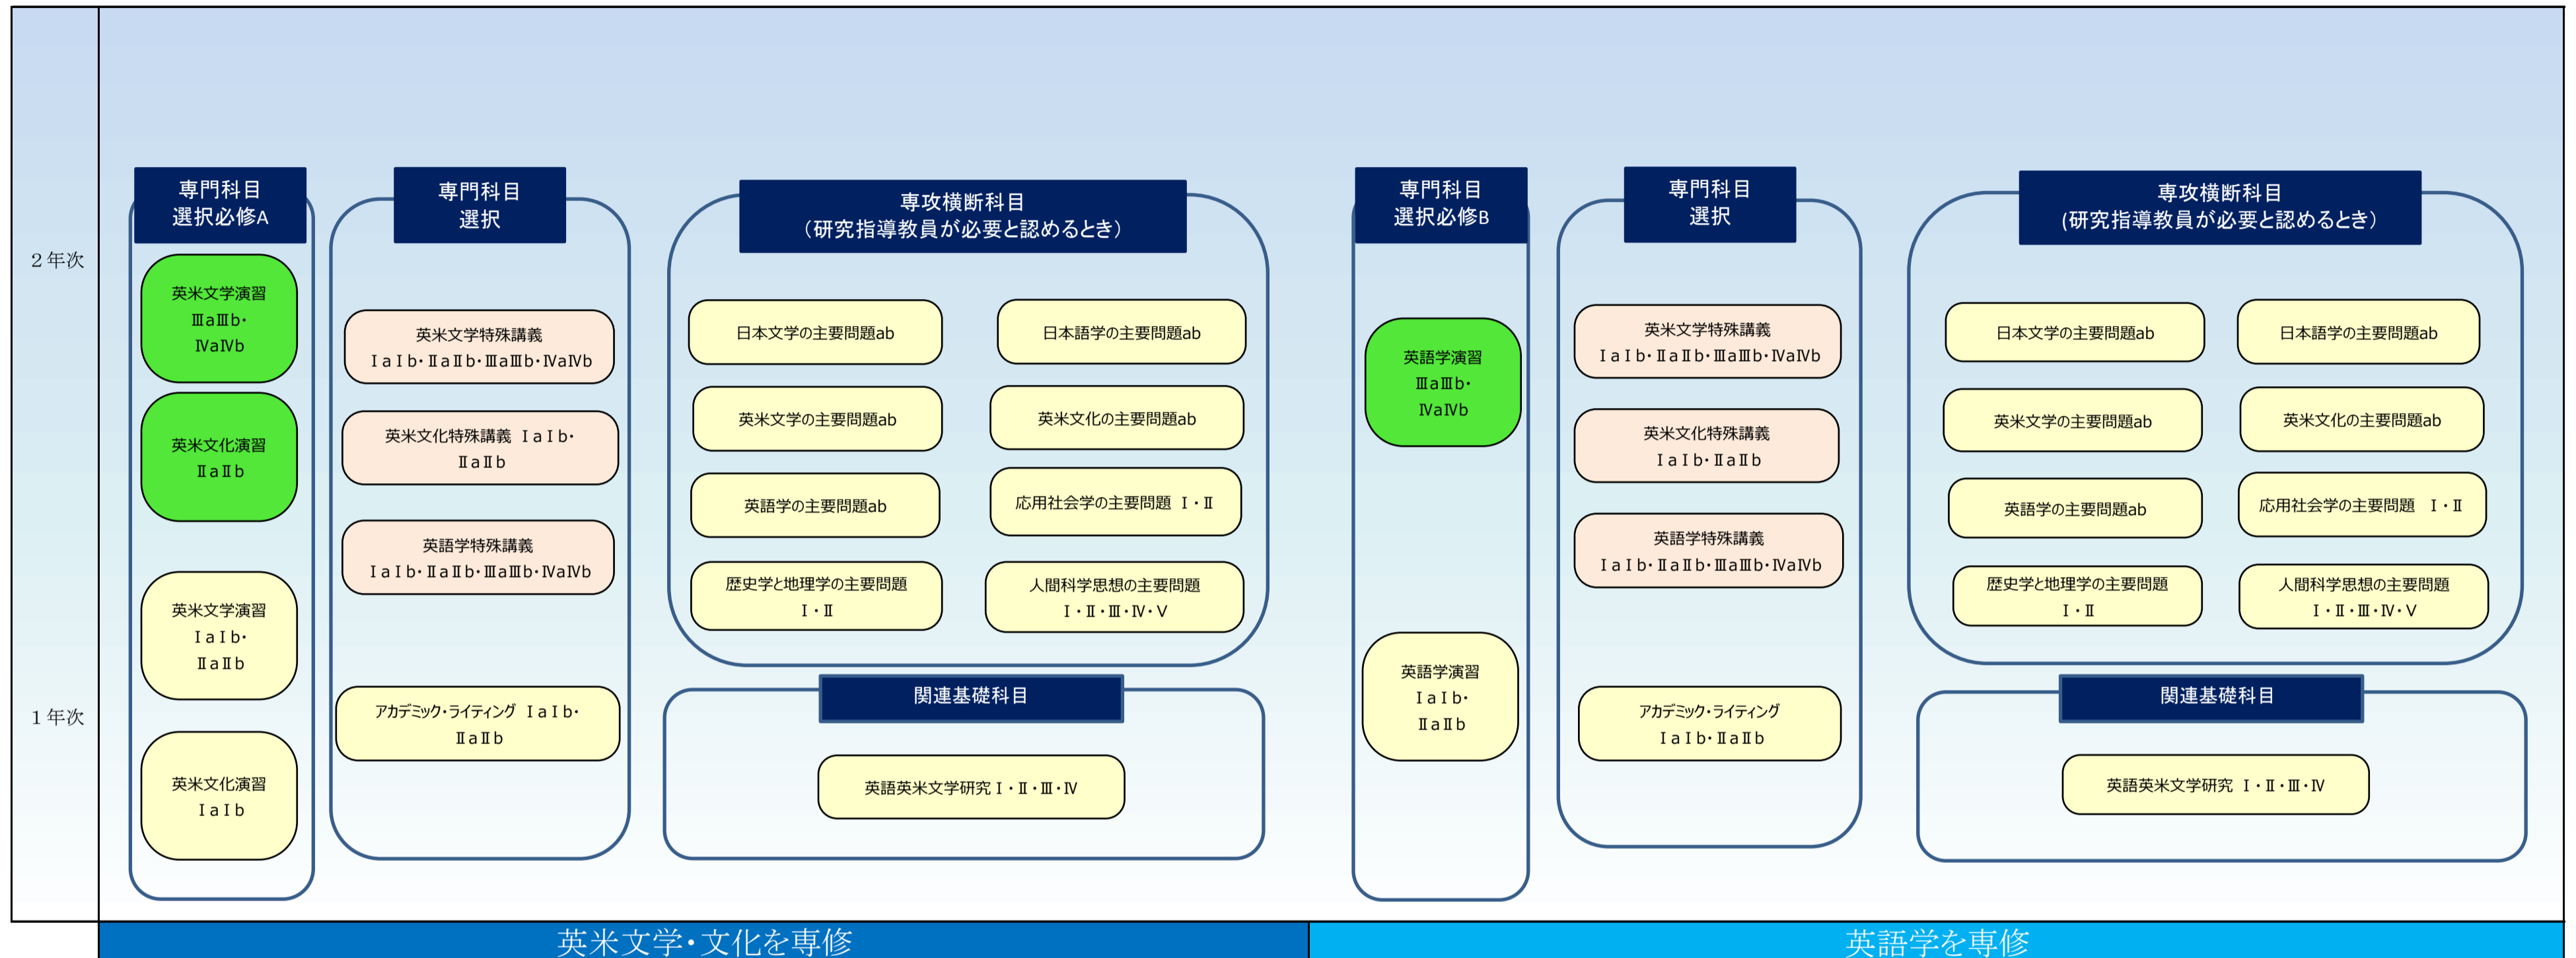 2年次
1年次
専門科目
選択必修A
英米文学演習
ⅢaⅢb・
ⅣaⅣb
英米文化演習
ⅡaⅡb
英米文学演習
ⅠaⅠb・
ⅡaⅡb
英米文化演習
ⅠaⅠb
専門科目
選択
英米文学特殊講義
ⅠaⅠb・ⅡaⅡb・ⅢaⅢb・ⅣaⅣb
英米文化特殊講義 ⅠaⅠb・
ⅡaⅡb
英語学特殊講義
ⅠaⅠb・ⅡaⅡb・ⅢaⅢb・ⅣaⅣb
アカデミック・ライティング ⅠaⅠb・
ⅡaⅡb
専攻横断科目
（研究指導教員が必要と認めるとき）
日本文学の主要問題ab
日本語学の主要問題ab
英米文学の主要問題ab
英米文化の主要問題ab
英語学の主要問題ab
応用社会学の主要問題 Ⅰ・Ⅱ
歴史学と地理学の主要問題
Ⅰ・Ⅱ
人間科学思想の主要問題
Ⅰ・Ⅱ・Ⅲ・Ⅳ・Ⅴ
関連基礎科目
英語英米文学研究 Ⅰ・Ⅱ・Ⅲ・Ⅳ
専門科目
選択必修B
英語学演習
ⅢaⅢb・
ⅣaⅣb
英語学演習
ⅠaⅠb・
ⅡaⅡb
専門科目
選択
英米文学特殊講義
ⅠaⅠb・ⅡaⅡb・ⅢaⅢb・ⅣaⅣb
英米文化特殊講義
ⅠaⅠb・ⅡaⅡb
英語学特殊講義
ⅠaⅠb・ⅡaⅡb・ⅢaⅢb・ⅣaⅣb
アカデミック・ライティング
ⅠaⅠb・ⅡaⅡb
専攻横断科目
(研究指導教員が必要と認めるとき）
日本文学の主要問題ab
日本語学の主要問題ab
英米文学の主要問題ab
英米文化の主要問題ab
英語学の主要問題ab
応用社会学の主要問題　Ⅰ・Ⅱ
歴史学と地理学の主要問題
Ⅰ・Ⅱ
人間科学思想の主要問題
Ⅰ・Ⅱ・Ⅲ・Ⅳ・Ⅴ
関連基礎科目
英語英米文学研究 Ⅰ・Ⅱ・Ⅲ・Ⅳ
英米文学・文化を専修
英語学を専修